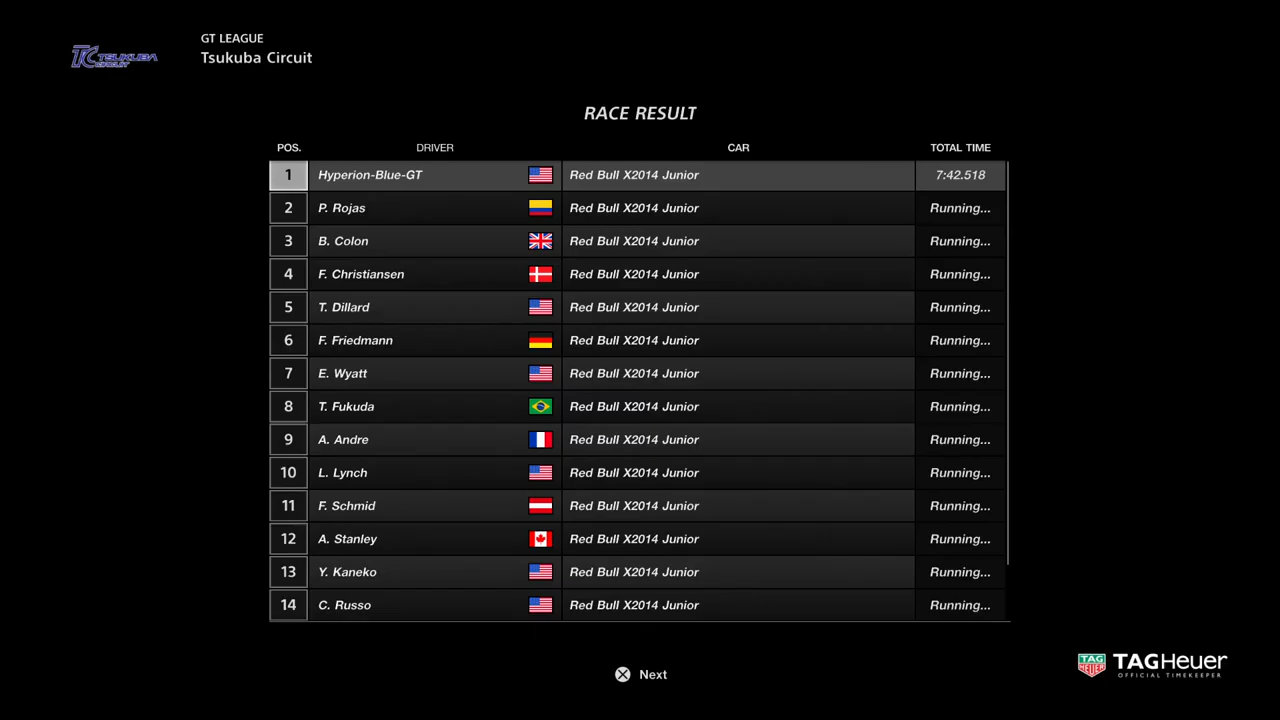 GT LEAGUE
TC TSUKUBA CIRCUIT
Tsukuba Circuit
RACE RESULT
POS. DRIVER CAR TOTAL TIME
1 Hyperion-Blue-GT Red Bull X2014 Junior 7:42.518
2 P. Rojas Red Bull X2014 Junior Running...
3 B. Colon Red Bull X2014 Junior Running...
4 F. Christiansen Red Bull X2014 Junior Running...
5 T. Dillard Red Bull X2014 Junior Running...
6 F. Friedmann Red Bull X2014 Junior Running...
7 E. Wyatt Red Bull X2014 Junior Running...
8 T. Fukuda Red Bull X2014 Junior Running...
9 A. Andre Red Bull X2014 Junior Running...
10 L. Lynch Red Bull X2014 Junior Running...
11 F. Schmid Red Bull X2014 Junior Running...
12 A. Stanley Red Bull X2014 Junior Running...
13 Y. Kaneko Red Bull X2014 Junior Running...
14 C. Russo Red Bull X2014 Junior Running...
Next
TAG HEUER TAGHeuer
OFFICIAL TIMEKEEPER